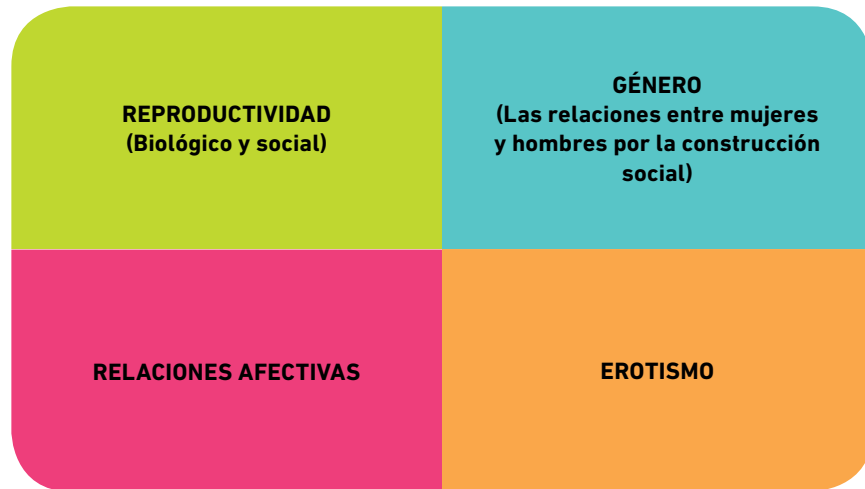 REPRODUCTIVIDAD
(Biológico y social)
GÉNERO
(Las relaciones entre mujeres
y hombres por la construcción
social)
RELACIONES AFECTIVAS
EROTISMO